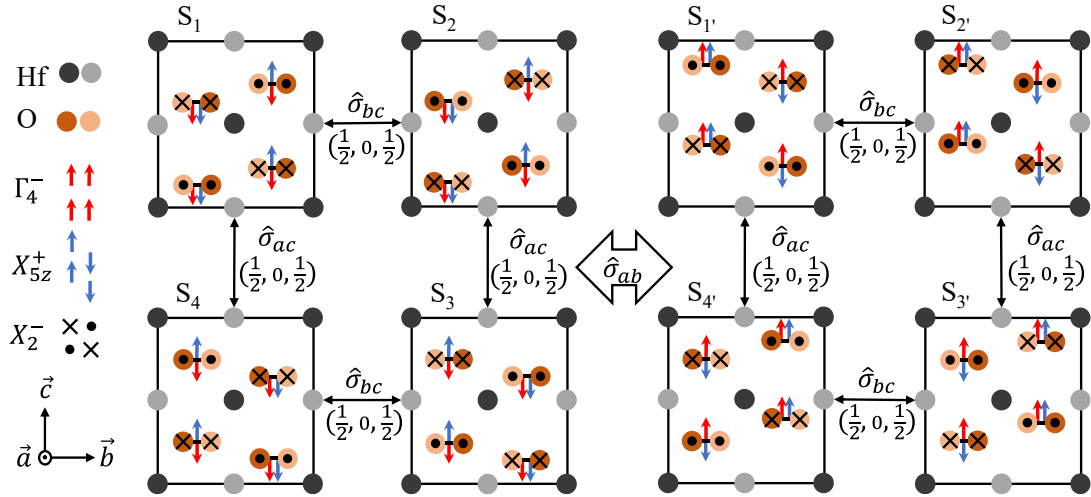 S₁
S₂
S₁'
S₂'
Hf
O
Γ₄⁻
X₅z⁺
X₂⁻
σ̂bc
(1/2, 0, 1/2)
σ̂bc
(1/2, 0, 1/2)
σ̂ac
(1/2, 0, 1/2)
σ̂ac
(1/2, 0, 1/2)
σ̂ab
σ̂ac
(1/2, 0, 1/2)
σ̂ac
(1/2, 0, 1/2)
S₄
S₃
S₄'
S₃'
σ̂bc
(1/2, 0, 1/2)
σ̂bc
(1/2, 0, 1/2)
c⃗
a⃗
b⃗